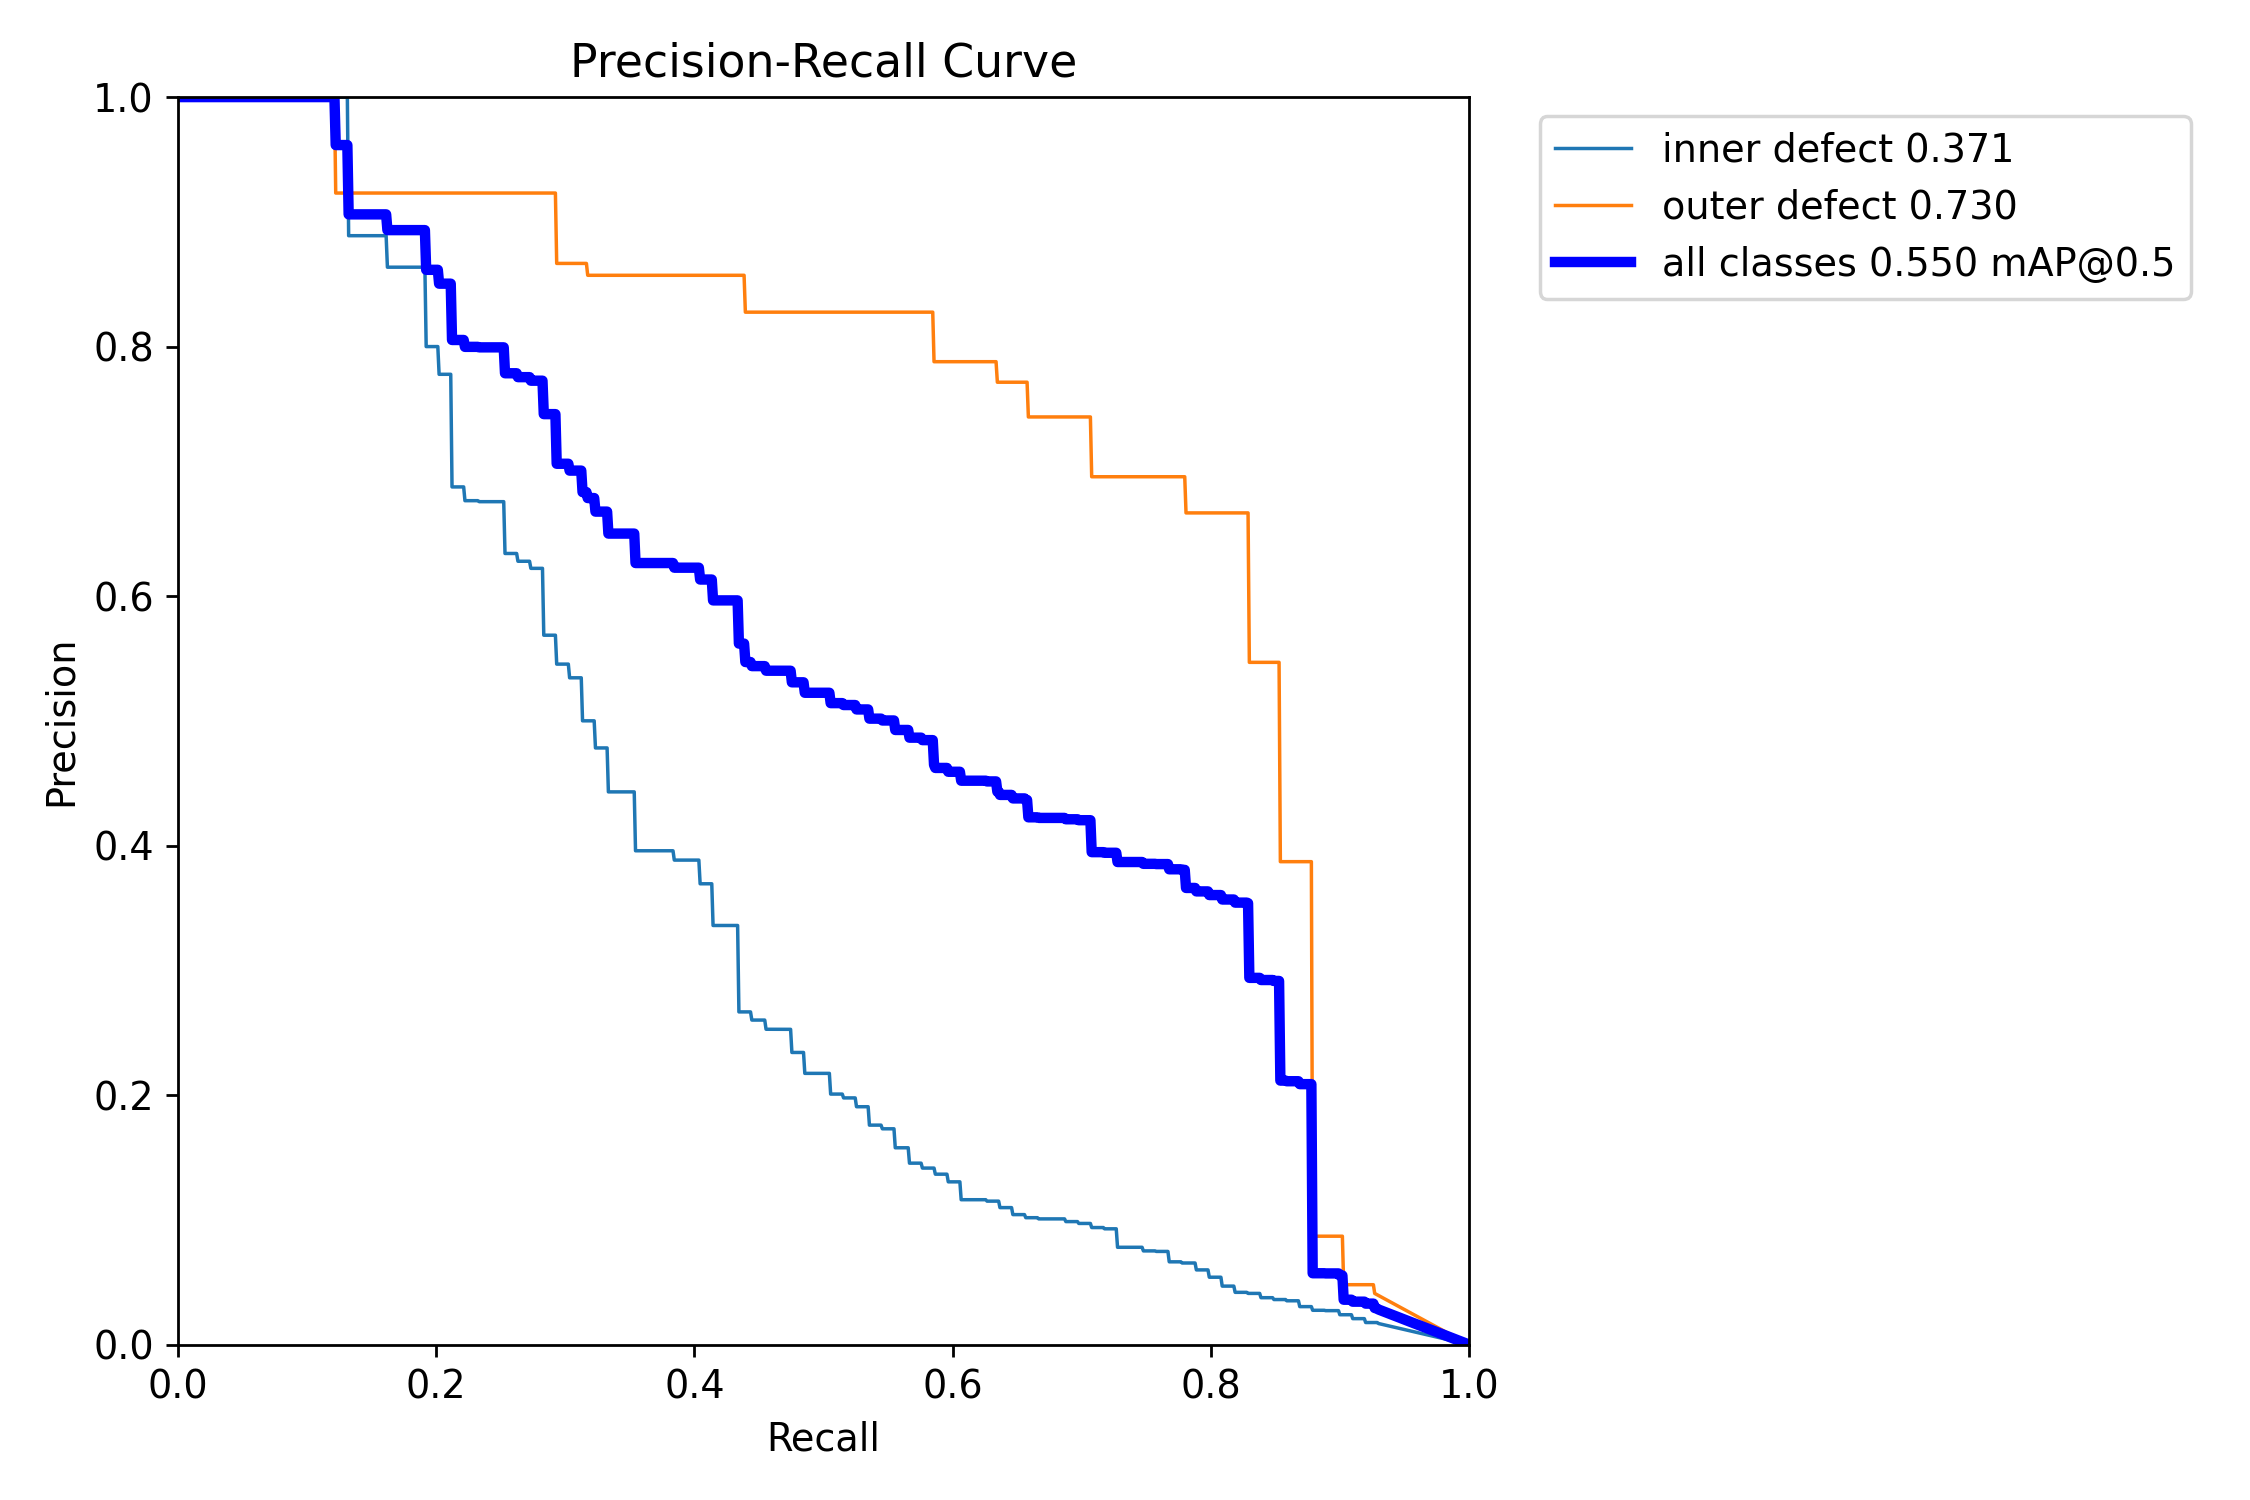 Precision-Recall Curve
inner defect 0.371
outer defect 0.730
all classes 0.550 mAP@0.5
1.0
0.8
0.6
0.4
0.2
0.0
Precision
0.0 0.2 0.4 0.6 0.8 1.0
Recall